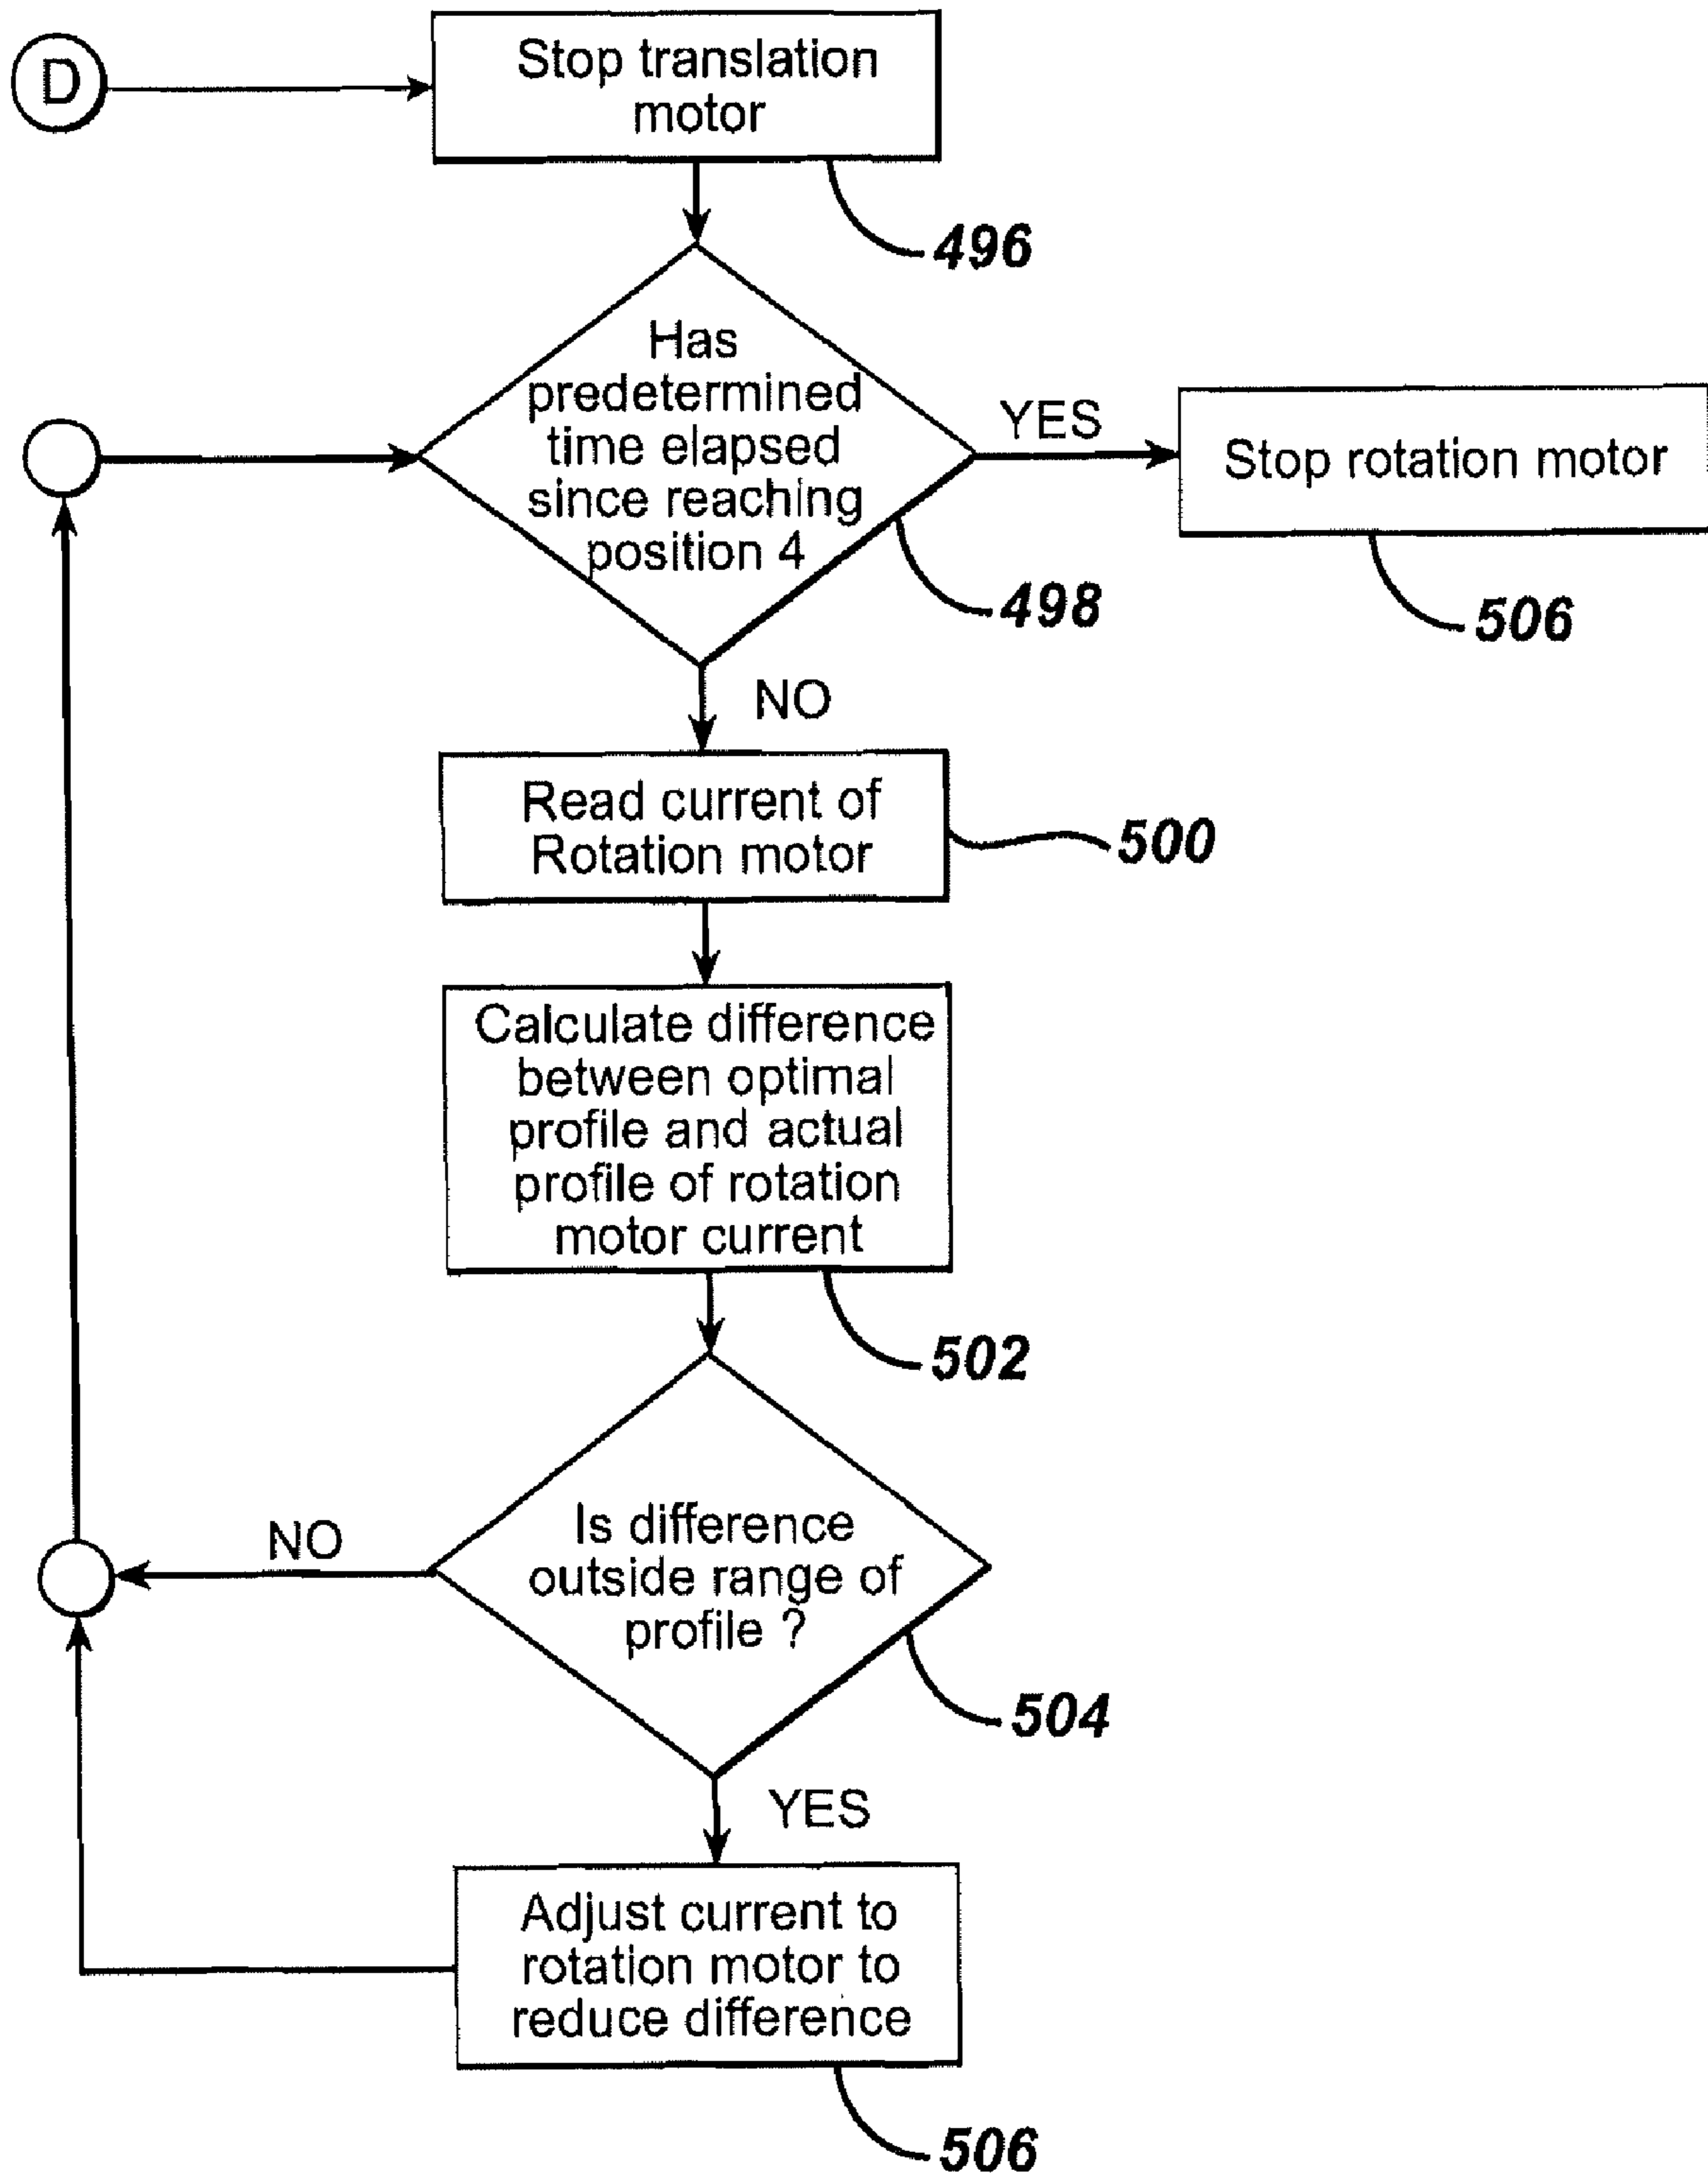 D
Stop translation
motor
496
Has
predetermined
time elapsed
since reaching
position 4
YES
Stop rotation motor
498
506
NO
Read current of
Rotation motor
500
Calculate difference
between optimal
profile and actual
profile of rotation
motor current
502
NO
Is difference
outside range of
profile ?
504
YES
Adjust current to
rotation motor to
reduce difference
506